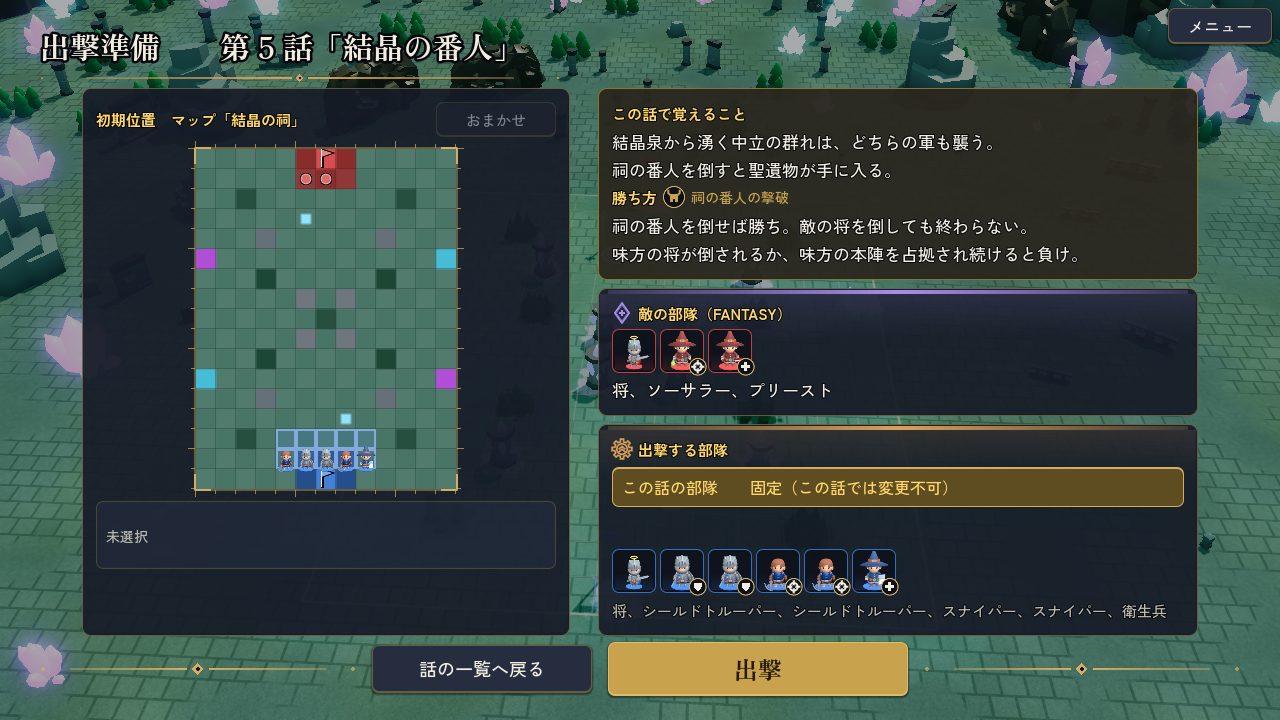 出撃準備　第５話「結晶の番人」
メニュー
初期位置　マップ「結晶の祠」
おまかせ
未選択
この話で覚えること
結晶泉から湧く中立の群れは、どちらの軍も襲う。
祠の番人を倒すと聖遺物が手に入る。
勝ち方 祠の番人の撃破
祠の番人を倒せば勝ち。敵の将を倒しても終わらない。
味方の将が倒されるか、味方の本陣を占拠され続けると負け。
敵の部隊（FANTASY）
将、ソーサラー、プリースト
出撃する部隊
この話の部隊　固定（この話では変更不可）
将、シールドトルーパー、シールドトルーパー、スナイパー、スナイパー、衛生兵
話の一覧へ戻る
出撃